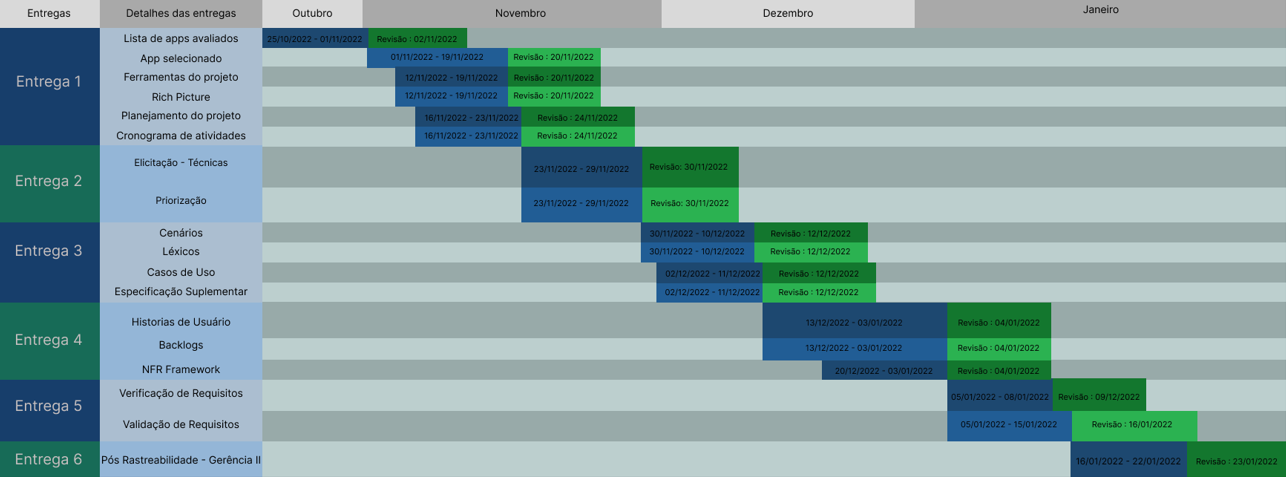 Entregas Detalhes das entregas Outubro Novembro Dezembro Janeiro
Entrega 1
Lista de apps avaliados 25/10/2022 - 01/11/2022 Revisão : 02/11/2022
App selecionado 01/11/2022 - 19/11/2022 Revisão : 20/11/2022
Ferramentas do projeto 12/11/2022 - 19/11/2022 Revisão : 20/11/2022
Rich Picture 12/11/2022 - 19/11/2022 Revisão : 20/11/2022
Planejamento do projeto 16/11/2022 - 23/11/2022 Revisão : 24/11/2022
Cronograma de atividades 16/11/2022 - 23/11/2022 Revisão : 24/11/2022
Entrega 2
Elicitação - Técnicas 23/11/2022 - 29/11/2022 Revisão: 30/11/2022
Priorização 23/11/2022 - 29/11/2022 Revisão: 30/11/2022
Entrega 3
Cenários 30/11/2022 - 10/12/2022 Revisão : 12/12/2022
Léxicos 30/11/2022 - 10/12/2022 Revisão : 12/12/2022
Casos de Uso 02/12/2022 - 11/12/2022 Revisão : 12/12/2022
Especificação Suplementar 02/12/2022 - 11/12/2022 Revisão : 12/12/2022
Entrega 4
Historias de Usuário 13/12/2022 - 03/01/2022 Revisão : 04/01/2022
Backlogs 13/12/2022 - 03/01/2022 Revisão : 04/01/2022
NFR Framework 20/12/2022 - 03/01/2022 Revisão : 04/01/2022
Entrega 5
Verificação de Requisitos 05/01/2022 - 08/01/2022 Revisão : 09/12/2022
Validação de Requisitos 05/01/2022 - 15/01/2022 Revisão : 16/01/2022
Entrega 6
Pós Rastreabilidade - Gerência II 16/01/2022 - 22/01/2022 Revisão : 23/01/2022